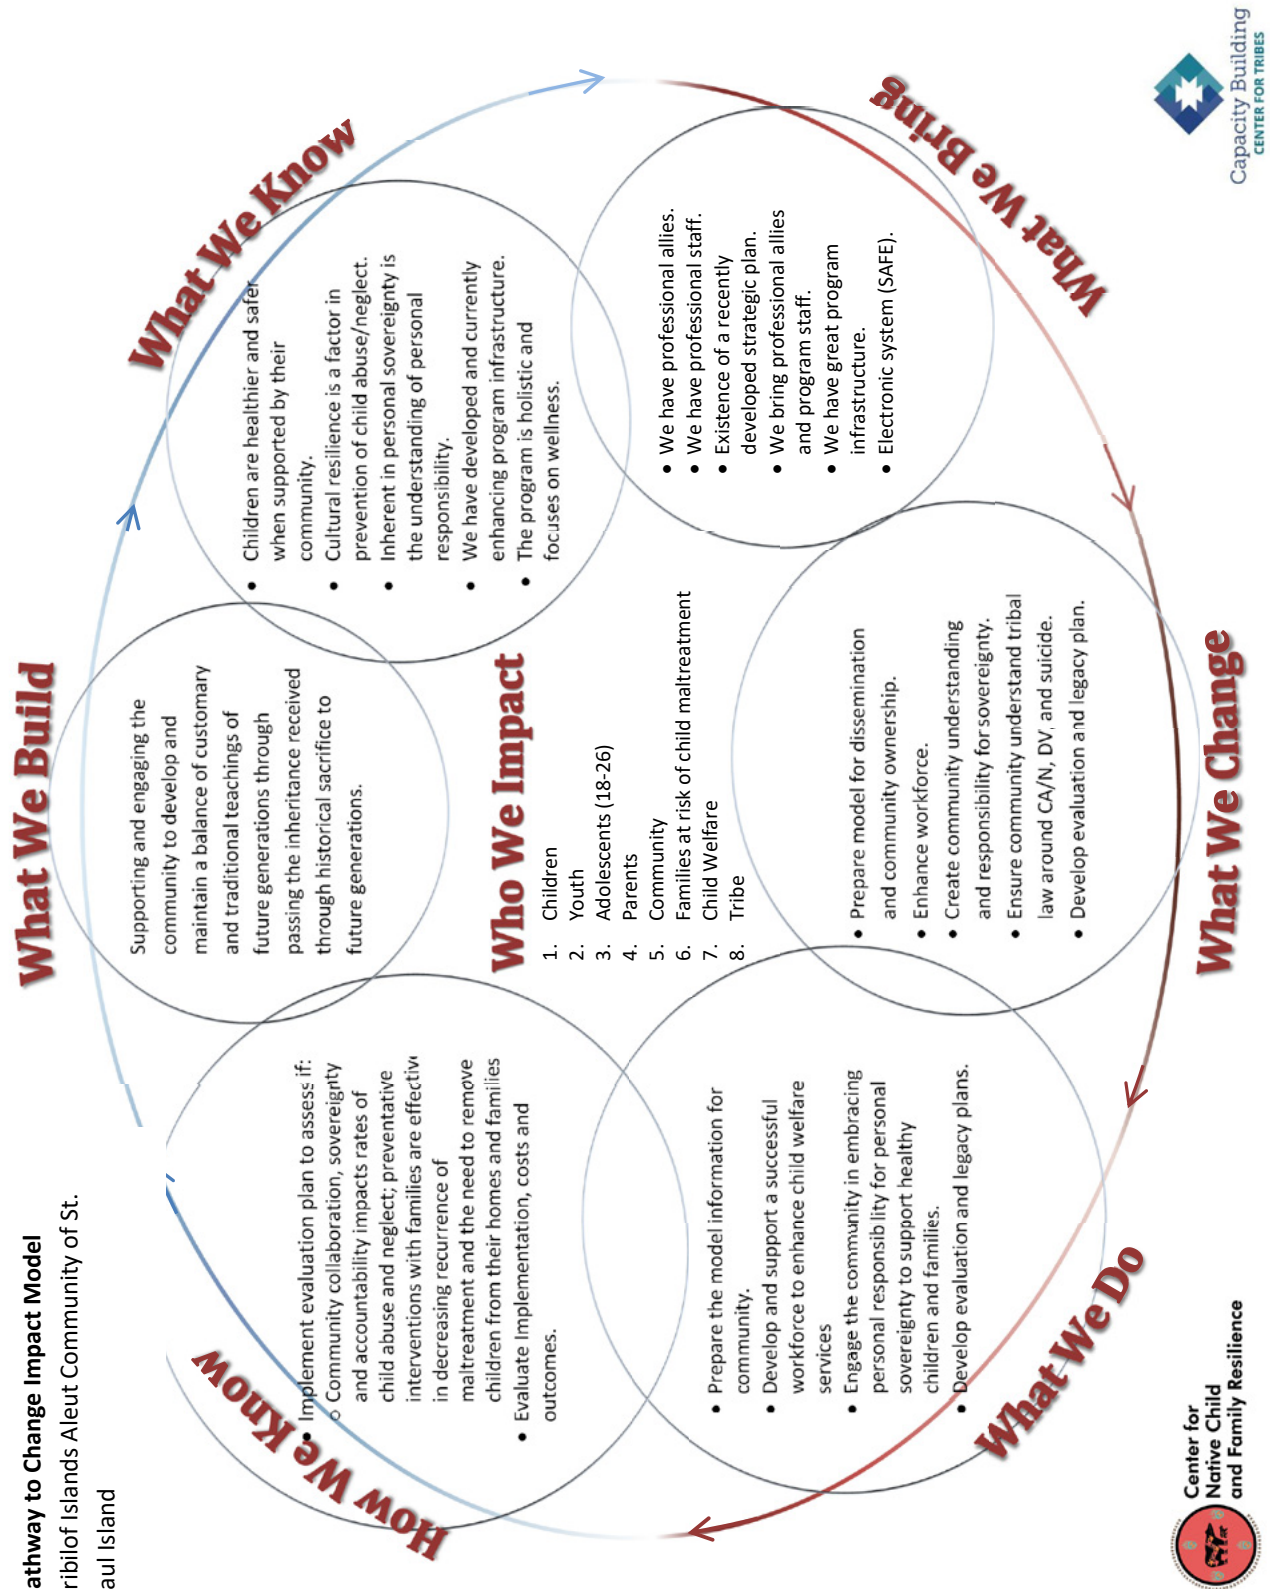 athway to Change Impact Model
ribilof Islands Aleut Community of St.
aul Island
What We Build
Supporting and engaging the
community to develop and
maintain a balance of customary
and traditional teachings of
future generations through
passing the inheritance received
through historical sacrifice to
future generations.
What We Know
• Children are healthier and safer
when supported by their
community.
• Cultural resilience is a factor in
prevention of child abuse/neglect.
• Inherent in personal sovereignty is
the understanding of personal
responsibility.
• We have developed and currently
enhancing program infrastructure.
• The program is holistic and
focuses on wellness.
What We Bring
• We have professional allies.
• We have professional staff.
• Existence of a recently
developed strategic plan.
• We bring professional allies
and program staff.
• We have great program
infrastructure.
• Electronic system (SAFE).
What We Change
• Prepare model for dissemination
and community ownership.
• Enhance workforce.
• Create community understanding
and responsibility for sovereignty.
• Ensure community understand tribal
law around CA/N, DV, and suicide.
• Develop evaluation and legacy plan.
What We Do
• Prepare the model information for
community.
• Develop and support a successful
workforce to enhance child welfare
services
• Engage the community in embracing
personal responsiblity for personal
sovereignty to support healthy
children and families.
• Develop evaluation and legacy plans.
How We Know
• Implement evaluation plan to assess if:
o Community collaboration, sovereignty
and accountability impacts rates of
child abuse and neglect; preventative
interventions with families are effectiv
in decreasing recurrence of
maltreatment and the need to remove
children from their homes and families
• Evaluate Implementation, costs and
outcomes.
Who We Impact
1. Children
2. Youth
3. Adolescents (18-26)
4. Parents
5. Community
6. Families at risk of child maltreatment
7. Child Welfare
8. Tribe
Center for
Native Child
and Family Resilience
Capacity Building
CENTER FOR TRIBES